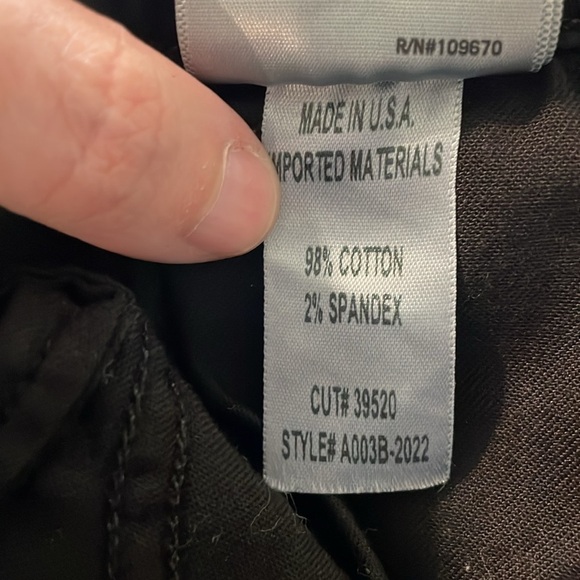 R/N#109670
MADE IN U.S.A.
IMPORTED MATERIALS
98% COTTON
2% SPANDEX
CUT# 39520
STYLE# A003B-2022